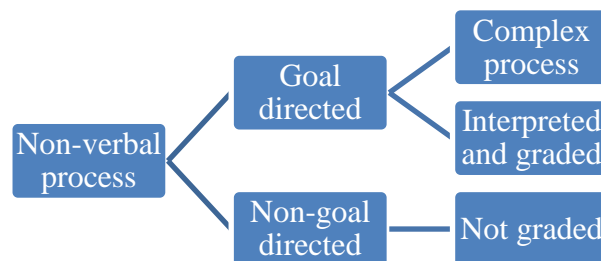 Non-verbal
process
Goal
directed
Complex
process
Interpreted
and graded
Non-goal
directed
Not graded